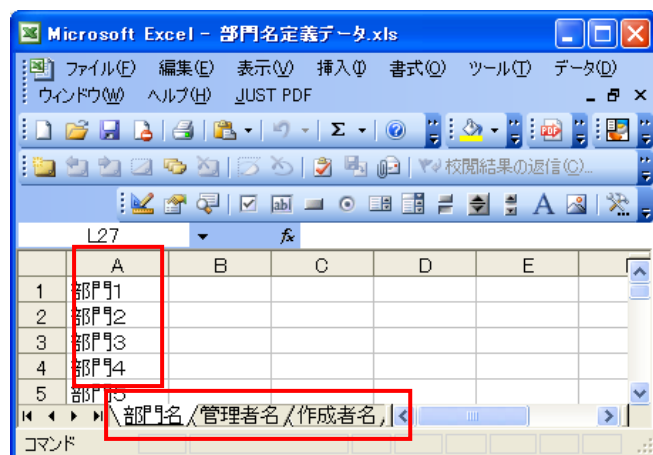 Microsoft Excel - 部門名定義データ.xls
ファイル(F) 編集(E) 表示(V) 挿入(I) 書式(O) ツール(T) データ(D)
ウィンドウ(W) ヘルプ(H) JUST PDF
校閲結果の返信(C)...
L27 fx
A B C D E
1 部門1
2 部門2
3 部門3
4 部門4
5 部門5
部門名 管理者名 作成者名
コマンド